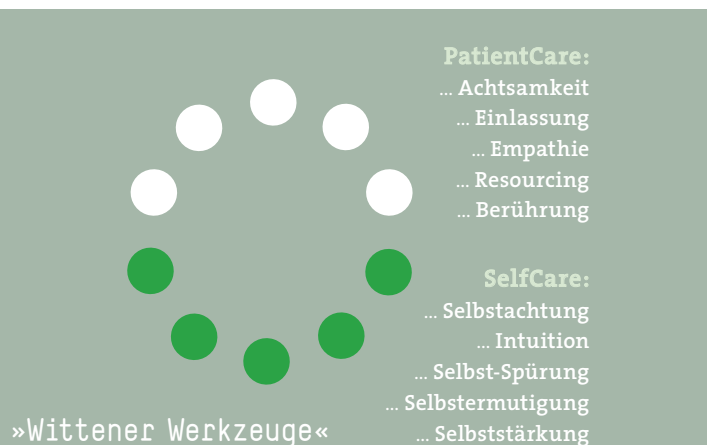 PatientCare:
... Achtsamkeit
... Einlassung
... Empathie
... Resourcing
... Berührung
SelfCare:
... Selbstachtung
... Intuition
... Selbst-Spürung
... Selbstermutigung
... Selbststärkung
»Wittener Werkzeuge«